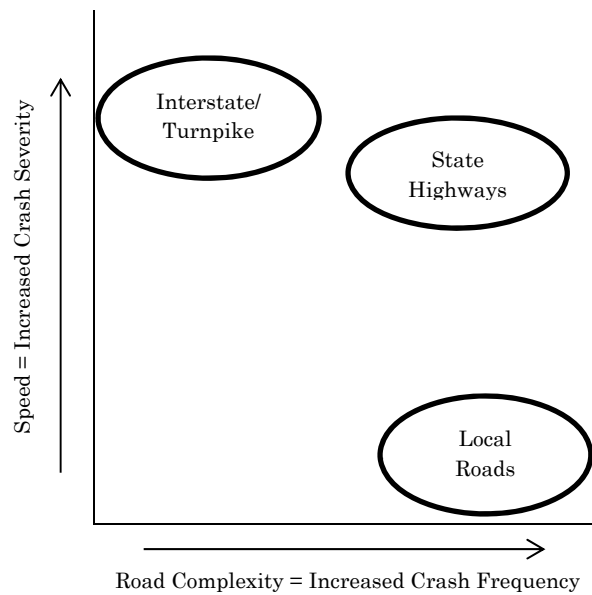 Interstate/
Turnpike
State
Highways
Speed = Increased Crash Severity
Local
Roads
Road Complexity = Increased Crash Frequency